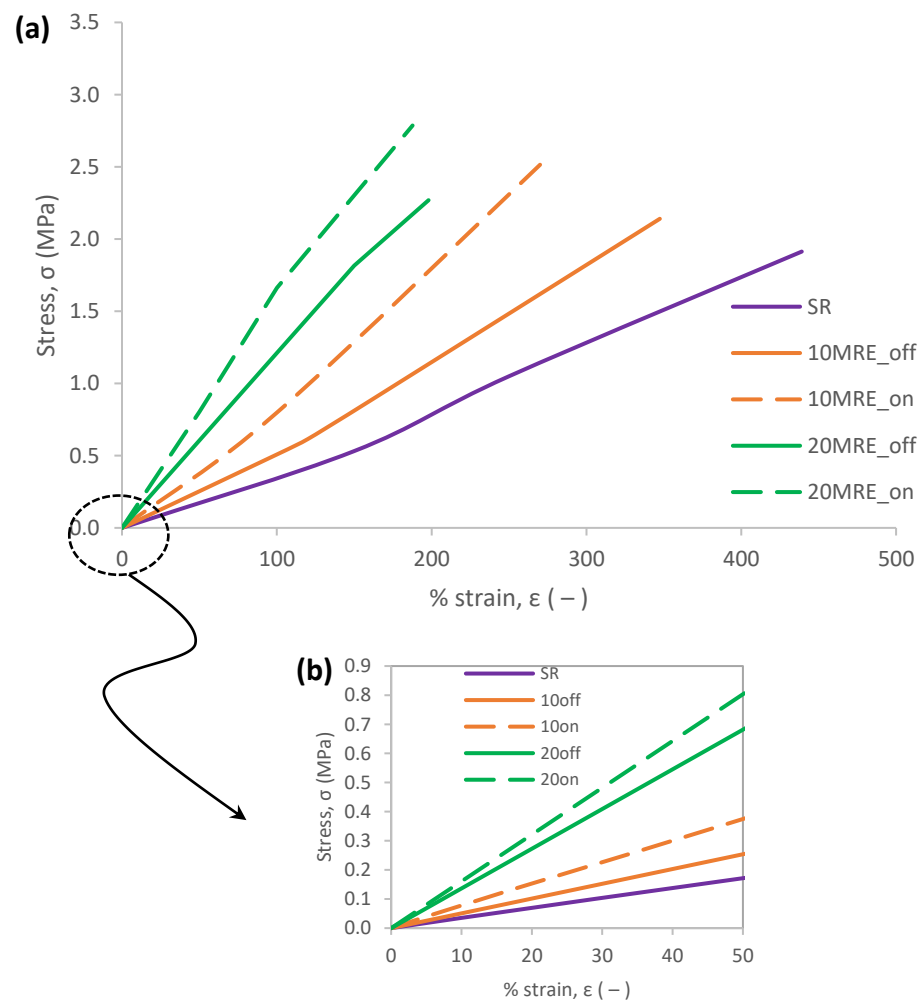 (a)
3.5
3.0
2.5
2.0
1.5
1.0
0.5
0.0
Stress, σ (MPa)
0 100 200 300 400 500
% strain, ε ( – )
SR
10MRE_off
10MRE_on
20MRE_off
20MRE_on
(b)
0.9
0.8
0.7
0.6
0.5
0.4
0.3
0.2
0.1
0.0
Stress, σ (MPa)
SR
10off
10on
20off
20on
0 10 20 30 40 50
% strain, ε ( – )